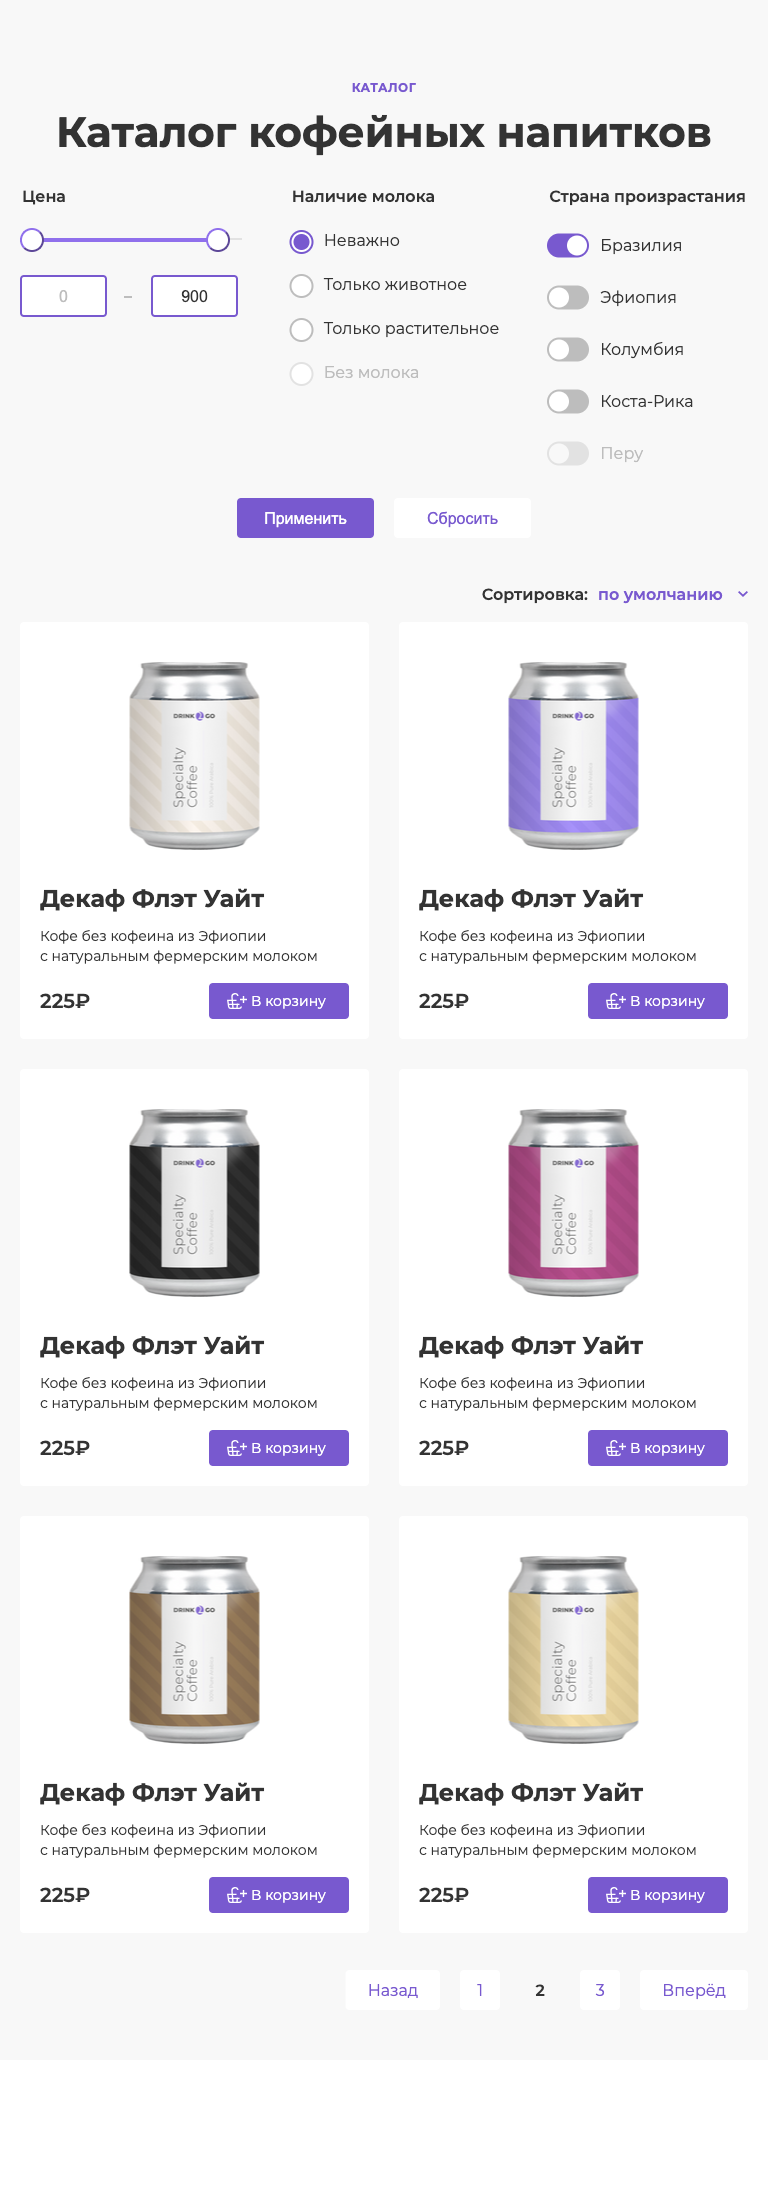 КАТАЛОГ
Каталог кофейных напитков
Цена
0 – 900
Наличие молока
Неважно
Только животное
Только растительное
Без молока
Страна произрастания
Бразилия
Эфиопия
Колумбия
Коста-Рика
Перу
Применить
Сбросить
Сортировка: по умолчанию
DRINK 2 GO
Specialty
Coffee
Декаф Флэт Уайт
Кофе без кофеина из Эфиопии
с натуральным фермерским молоком
225₽
В корзину
DRINK 2 GO
Specialty
Coffee
Декаф Флэт Уайт
Кофе без кофеина из Эфиопии
с натуральным фермерским молоком
225₽
В корзину
DRINK 2 GO
Specialty
Coffee
Декаф Флэт Уайт
Кофе без кофеина из Эфиопии
с натуральным фермерским молоком
225₽
В корзину
DRINK 2 GO
Specialty
Coffee
Декаф Флэт Уайт
Кофе без кофеина из Эфиопии
с натуральным фермерским молоком
225₽
В корзину
DRINK 2 GO
Specialty
Coffee
Декаф Флэт Уайт
Кофе без кофеина из Эфиопии
с натуральным фермерским молоком
225₽
В корзину
DRINK 2 GO
Specialty
Coffee
Декаф Флэт Уайт
Кофе без кофеина из Эфиопии
с натуральным фермерским молоком
225₽
В корзину
Назад 1 2 3 Вперёд